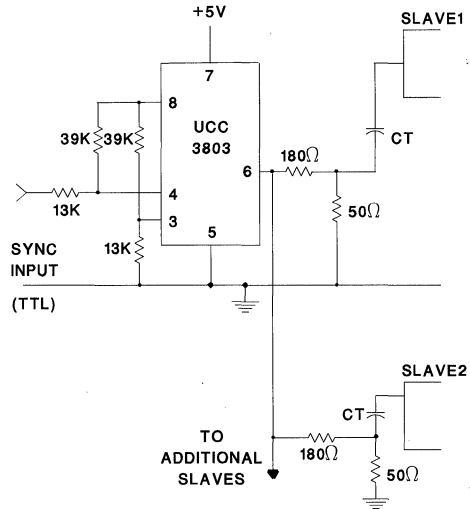 +5V
SLAVE1
7
8
UCC
3803
39K
39K
CT
6
180Ω
4
13K
3
50Ω
5
13K
SYNC
INPUT
(TTL)
SLAVE2
CT
TO
ADDITIONAL
SLAVES
180Ω
50Ω